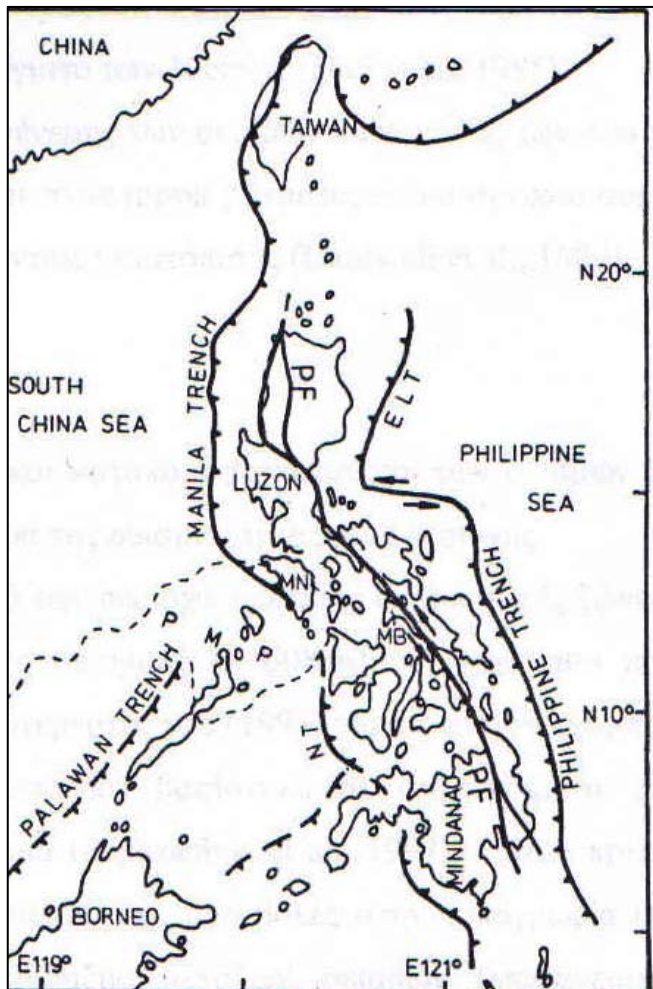 CHINA
TAIWAN
N20°
MANILA TRENCH
SOUTH
CHINA SEA
PF
ELT
LUZON
PHILIPPINE
SEA
MN
MB
P
M
P
PALAWAN TRENCH
NT
PHILIPPINE TRENCH
N10°
MINDANAO
PF
BORNEO
E119°
E121°